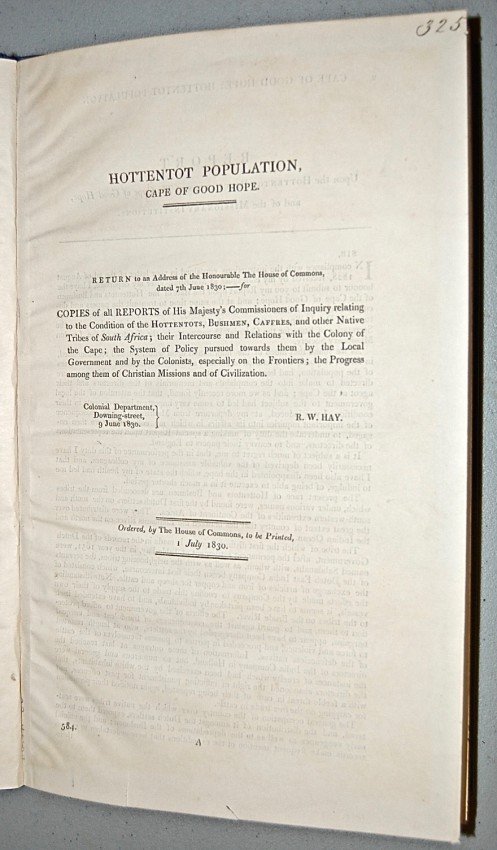 325
HOTTENTOT POPULATION,
CAPE OF GOOD HOPE.
RETURN to an Address of the Honourable The House of Commons,
dated 7th June 1830;—for
COPIES of all REPORTS of His Majesty's Commissioners of Inquiry relating
to the Condition of the HOTTENTOTS, BUSHMEN, CAFFRES, and other Native
Tribes of South Africa; their Intercourse and Relations with the Colony of
the Cape; the System of Policy pursued towards them by the Local
Government and by the Colonists, especially on the Frontiers; the Progress
among them of Christian Missions and of Civilization.
Colonial Department,
Downing-street,
9 June 1830.
R. W. HAY.
Ordered, by The House of Commons, to be Printed,
1 July 1830.
584.
A